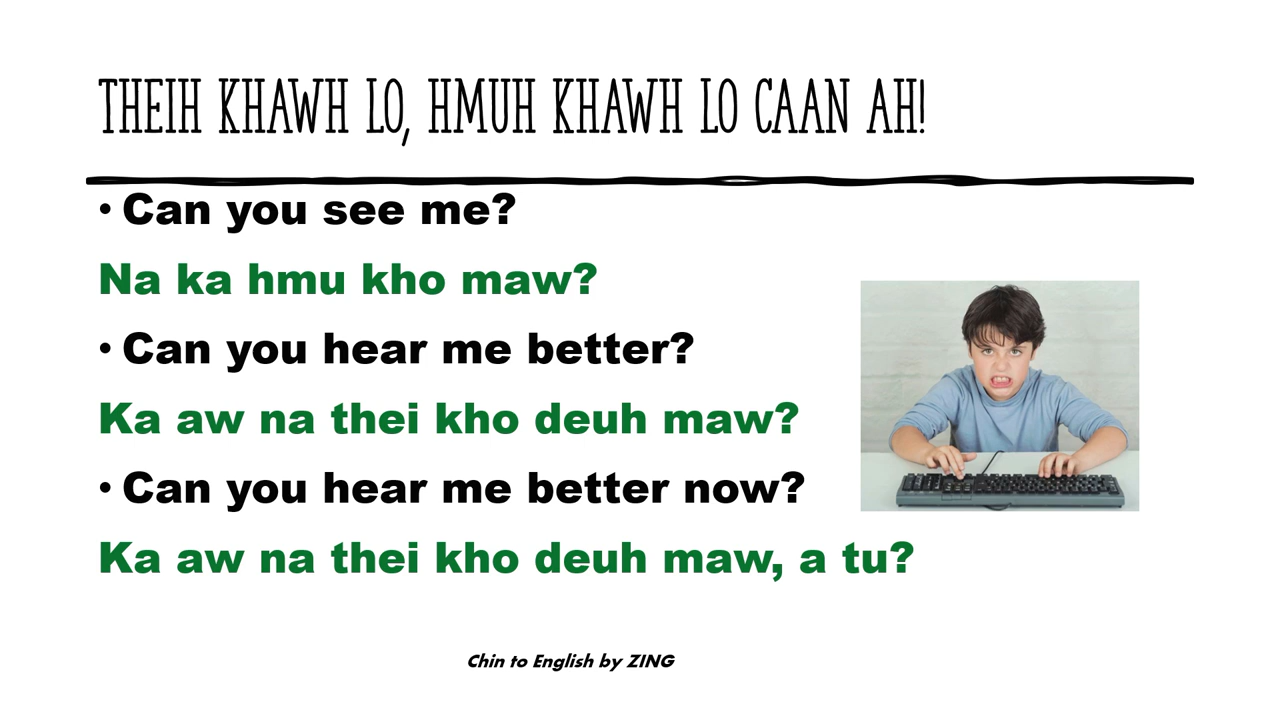 THEIH KHAWH LO, HMUH KHAWH LO CAAN AH!
• Can you see me?
Na ka hmu kho maw?
• Can you hear me better?
Ka aw na thei kho deuh maw?
• Can you hear me better now?
Ka aw na thei kho deuh maw, a tu?
Chin to English by ZING